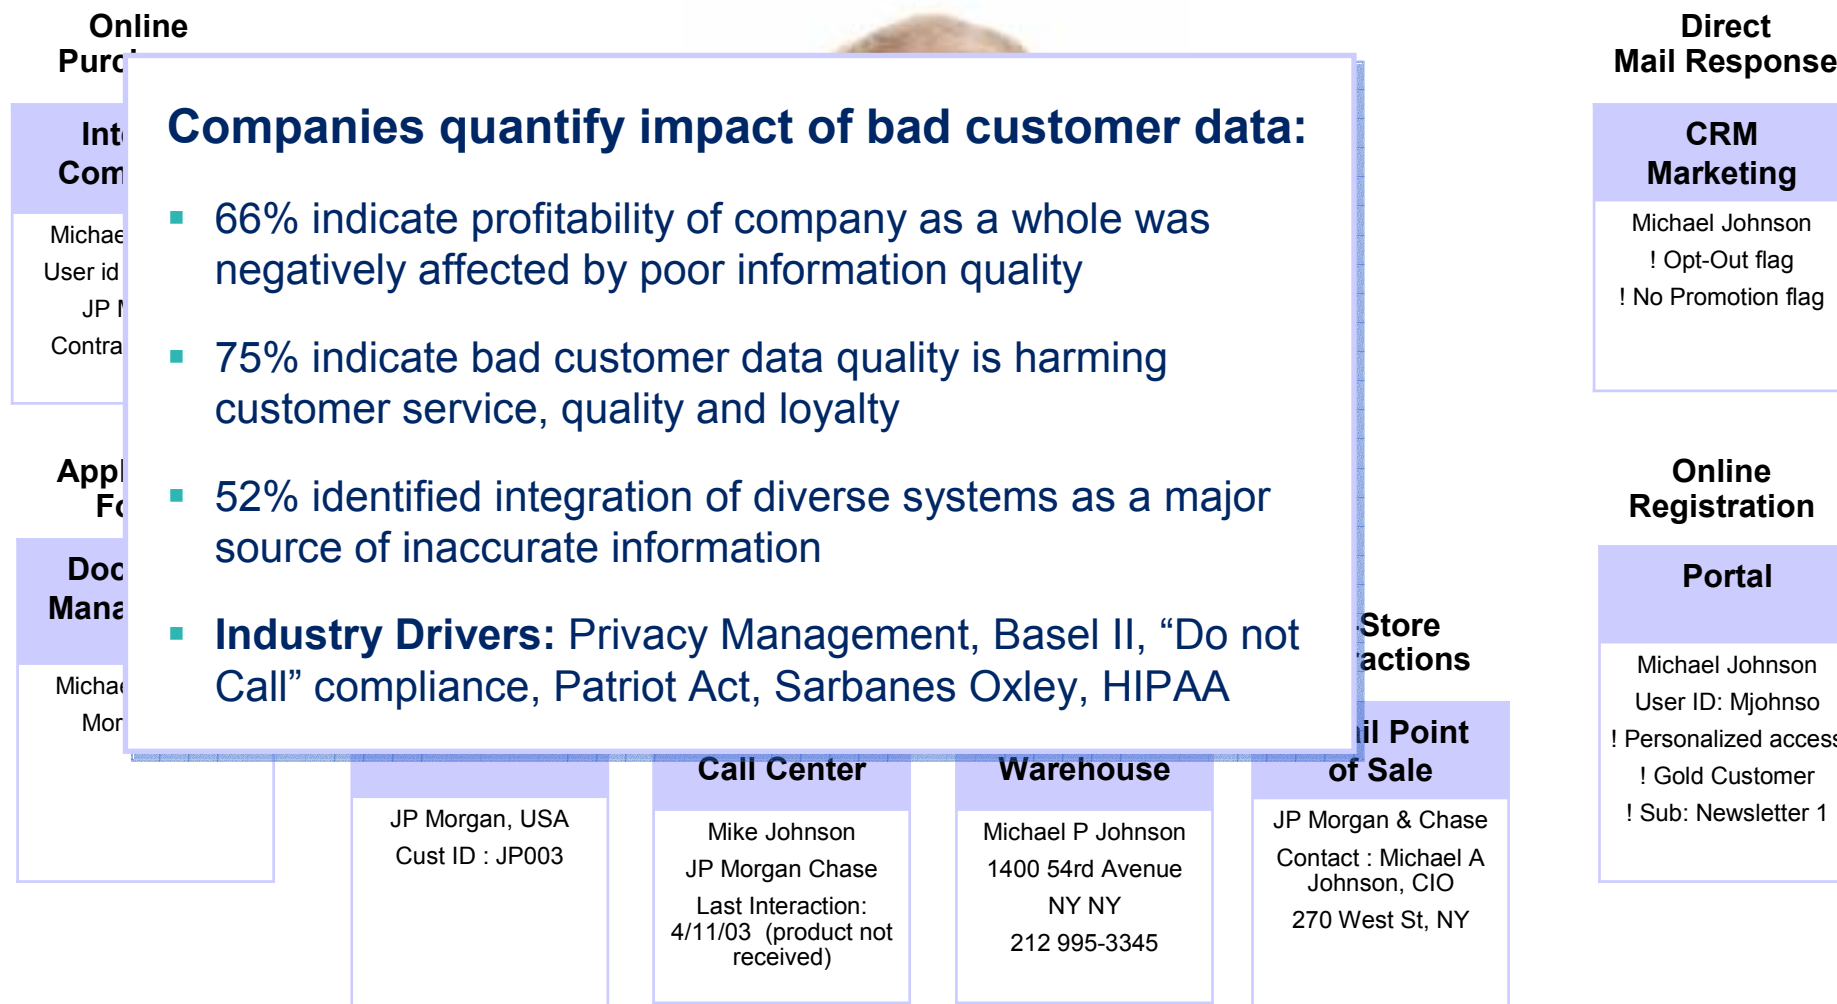 Online
Direct
Mail Response
Companies quantify impact of bad customer data:
▪ 66% indicate profitability of company as a whole was
negatively affected by poor information quality
▪ 75% indicate bad customer data quality is harming
customer service, quality and loyalty
▪ 52% identified integration of diverse systems as a major
source of inaccurate information
▪ Industry Drivers: Privacy Management, Basel II, “Do not
Call” compliance, Patriot Act, Sarbanes Oxley, HIPAA
User id
JP
CRM
Marketing
Michael Johnson
! Opt-Out flag
! No Promotion flag
Online
Registration
Portal
Michael Johnson
User ID: Mjohnso
! Personalized access
! Gold Customer
! Sub: Newsletter 1
JP Morgan, USA
Cust ID : JP003
Call Center
Mike Johnson
JP Morgan Chase
Last Interaction:
4/11/03 (product not
received)
Warehouse
Michael P Johnson
1400 54rd Avenue
NY NY
212 995-3345
-Store
Point
of Sale
JP Morgan & Chase
Contact : Michael A
Johnson, CIO
270 West St, NY